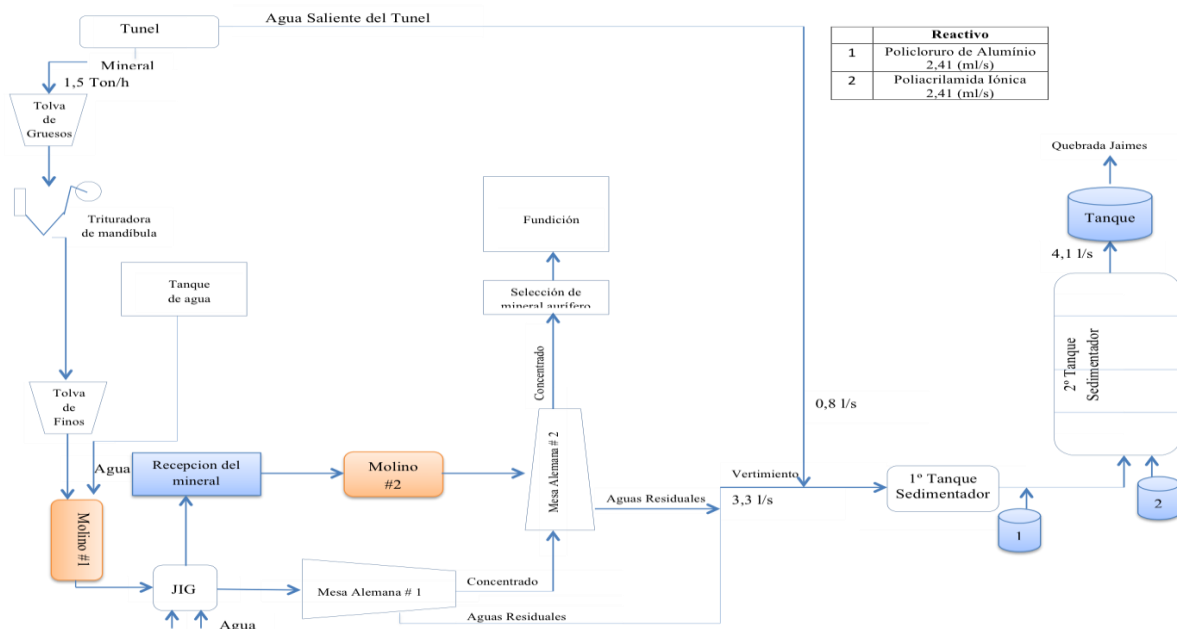 Tunel
Agua Saliente del Tunel
Mineral
1,5 Ton/h
Tolva
de
Gruesos
Trituradora
de mandíbula
Tanque
de agua
Tolva
de
Finos
Agua
Molino #1
Recepcion del
mineral
Molino
#2
JIG
Agua
Mesa Alemana # 1
Concentrado
Aguas Residuales
Mesa Alemana # 2
Concentrado
Selección de
mineral aurífero
Fundición
Aguas Residuales
0,8 l/s
Vertimiento
3,3 l/s
1º Tanque
Sedimentador
1
2
2º Tanque
Sedimentador
4,1 l/s
Tanque
Quebrada Jaimes
Reactivo
1 Policloruro de Alumínio
2,41 (ml/s)
2 Poliacrilamida Iónica
2,41 (ml/s)